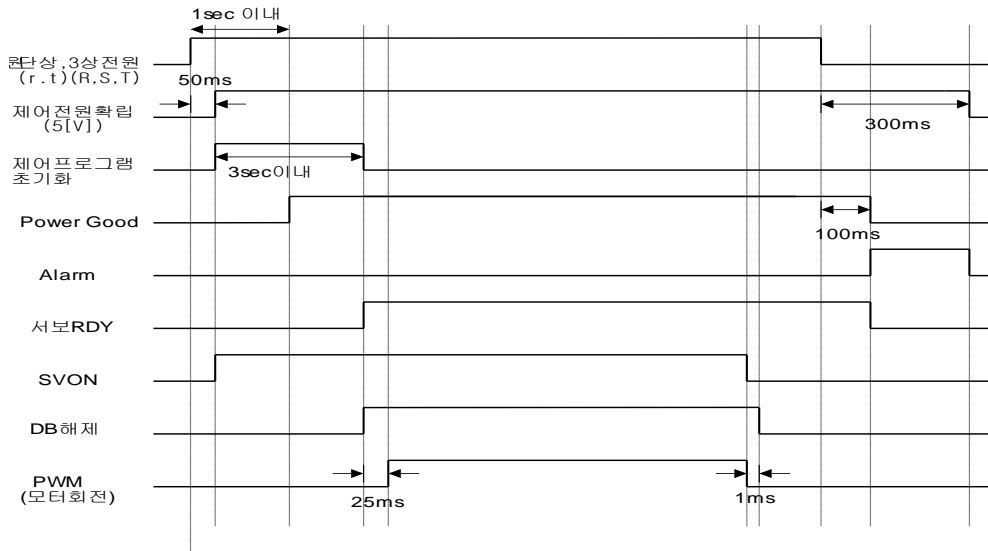 1sec 이내
단상,3상전원
(r.t)(R,S,T)
50ms
제어전원확립
(5[V])
300ms
제어프로그램
초기화
3sec이내
Power Good
100ms
Alarm
서보RDY
SVON
DB해제
PWM
(모터회전)
25ms
1ms